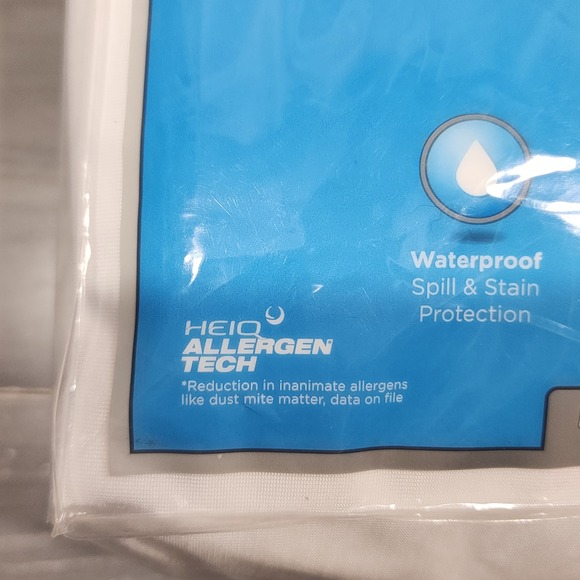 Waterproof
Spill & Stain
Protection
HEIQ
ALLERGEN
TECH
*Reduction in inanimate allergens
like dust mite matter, data on file